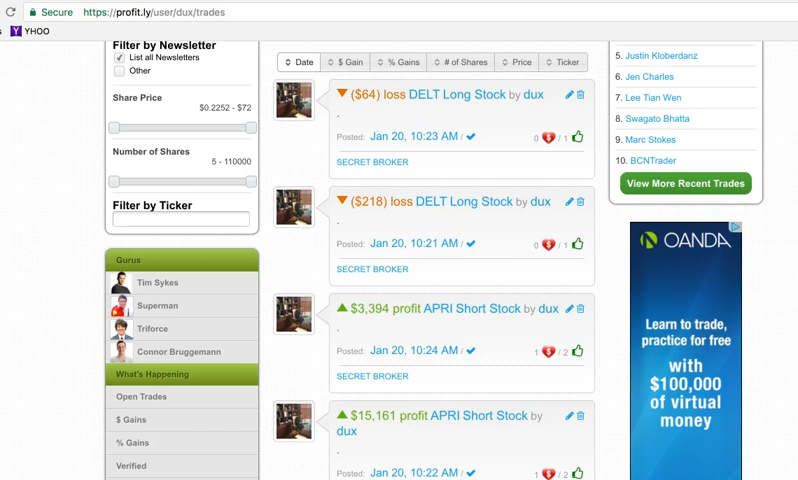 Secure https://profit.ly/user/dux/trades
YHOO
Filter by Newsletter
List all Newsletters
Other
Share Price
$0.2252 - $72
Number of Shares
5 - 110000
Filter by Ticker
Gurus
Tim Sykes
Superman
Triforce
Connor Bruggemann
What's Happening
Open Trades
$ Gains
% Gains
Verified
Date $ Gain % Gains # of Shares Price Ticker
($64) loss DELT Long Stock by dux
.
Posted: Jan 20, 10:23 AM / 0 / 1
SECRET BROKER
($218) loss DELT Long Stock by dux
.
Posted: Jan 20, 10:21 AM / 0 / 1
SECRET BROKER
$3,394 profit APRI Short Stock by dux
.
Posted: Jan 20, 10:24 AM / 1 / 2
SECRET BROKER
$15,161 profit APRI Short Stock by
dux
.
Posted: Jan 20, 10:22 AM / 1 / 2
5. Justin Kloberdanz
6. Jen Charles
7. Lee Tian Wen
8. Swagato Bhatta
9. Marc Stokes
10. BCNTrader
View More Recent Trades
OANDA
Learn to trade,
practice for free
with
$100,000
of virtual
money